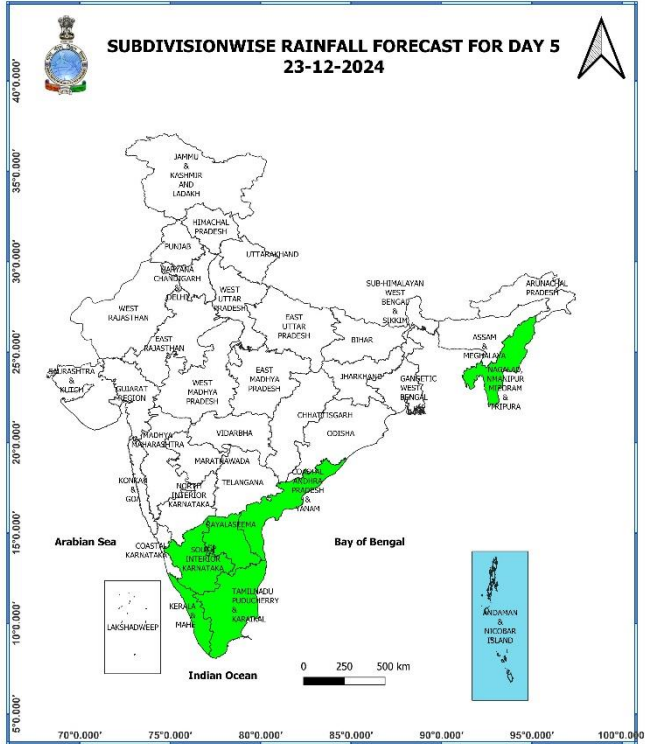 SUBDIVISIONWISE RAINFALL FORECAST FOR DAY 5
23-12-2024
40°0.000'
35°0.000'
30°0.000'
25°0.000'
20°0.000'
15°0.000'
10°0.000'
5°0.000'
JAMMU
&
KASHMIR
AND
LADAKH
HIMACHAL
PRADESH
PUNJAB
UTTARAKHAND
HARYANA
CHANDIGARH
&
DELHI
WEST
UTTAR
PRADESH
WEST
RAJASTHAN
EAST
RAJASTHAN
EAST
UTTAR
PRADESH
SUB-HIMALAYAN
WEST
BENGAL
&
SIKKIM
ARUNACHAL
PRADESH
BIHAR
ASSAM
&
MEGHALAYA
NAGALAD,
NMANIPUR
MIZORAM
&
TRIPURA
SAURASHTRA
&
KUTCH
GUJARAT
REGION
WEST
MADHYA
PRADESH
EAST
MADHYA
PRADESH
JHARKHAND
GANGETIC
WEST
BENGAL
CHHATTISGARH
ODISHA
MADHYA
MAHARASHTRA
VIDARBHA
MARATHAWADA
TELANGANA
COASTAL
ANDHRA
PRADESH
&
YANAM
KONKAN
&
GOA
NORTH
INTERIOR
KARNATAKA
RAYALASEEMA
COASTAL
KARNATAKA
SOUTH
INTERIOR
KARNATAKA
TAMILNADU
PUDUCHERRY
&
KARAIKAL
KERALA
&
MAHE
LAKSHADWEEP
ANDAMAN
&
NICOBAR
ISLAND
Arabian Sea
Bay of Bengal
Indian Ocean
0 250 500 km
70°0.000' 75°0.000' 80°0.000' 85°0.000' 90°0.000' 95°0.000' 100°0.000'